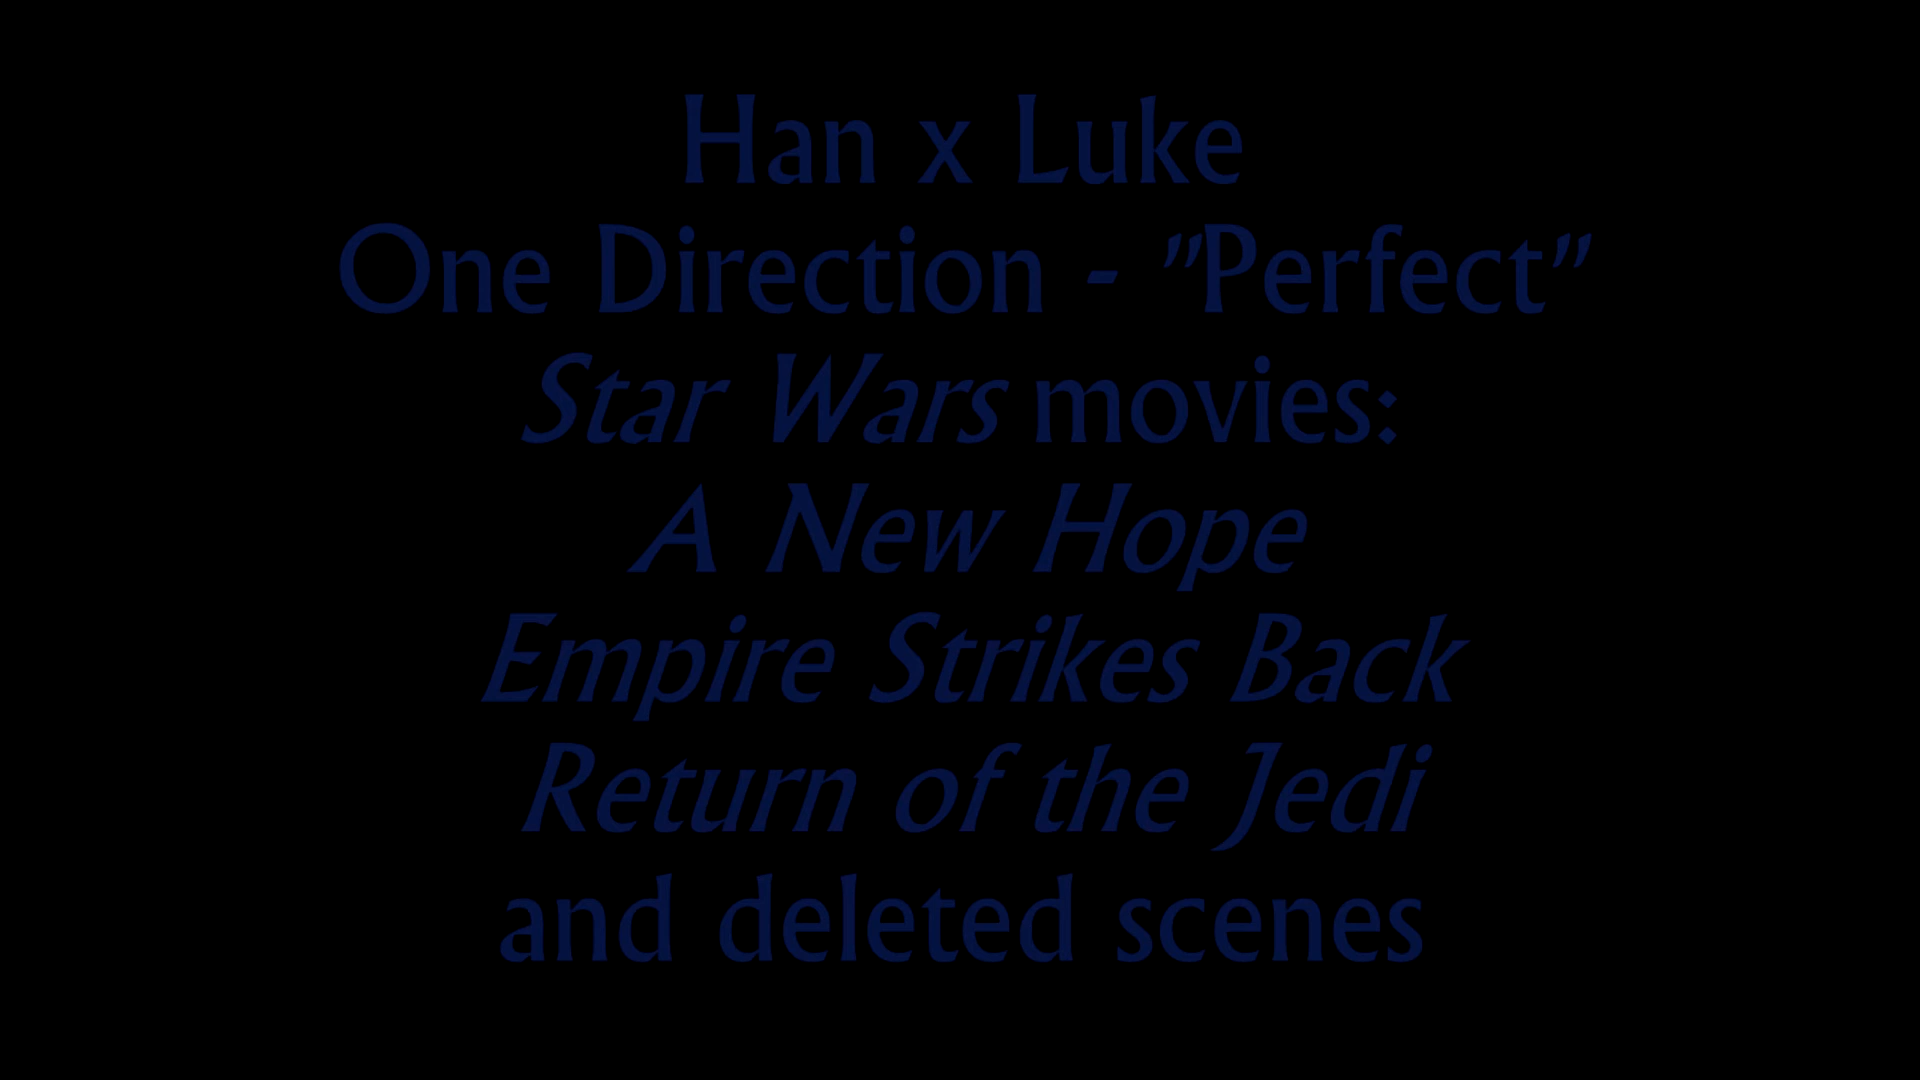 Han x Luke
One Direction - "Perfect"
Star Wars movies:
A New Hope
Empire Strikes Back
Return of the Jedi
and deleted scenes